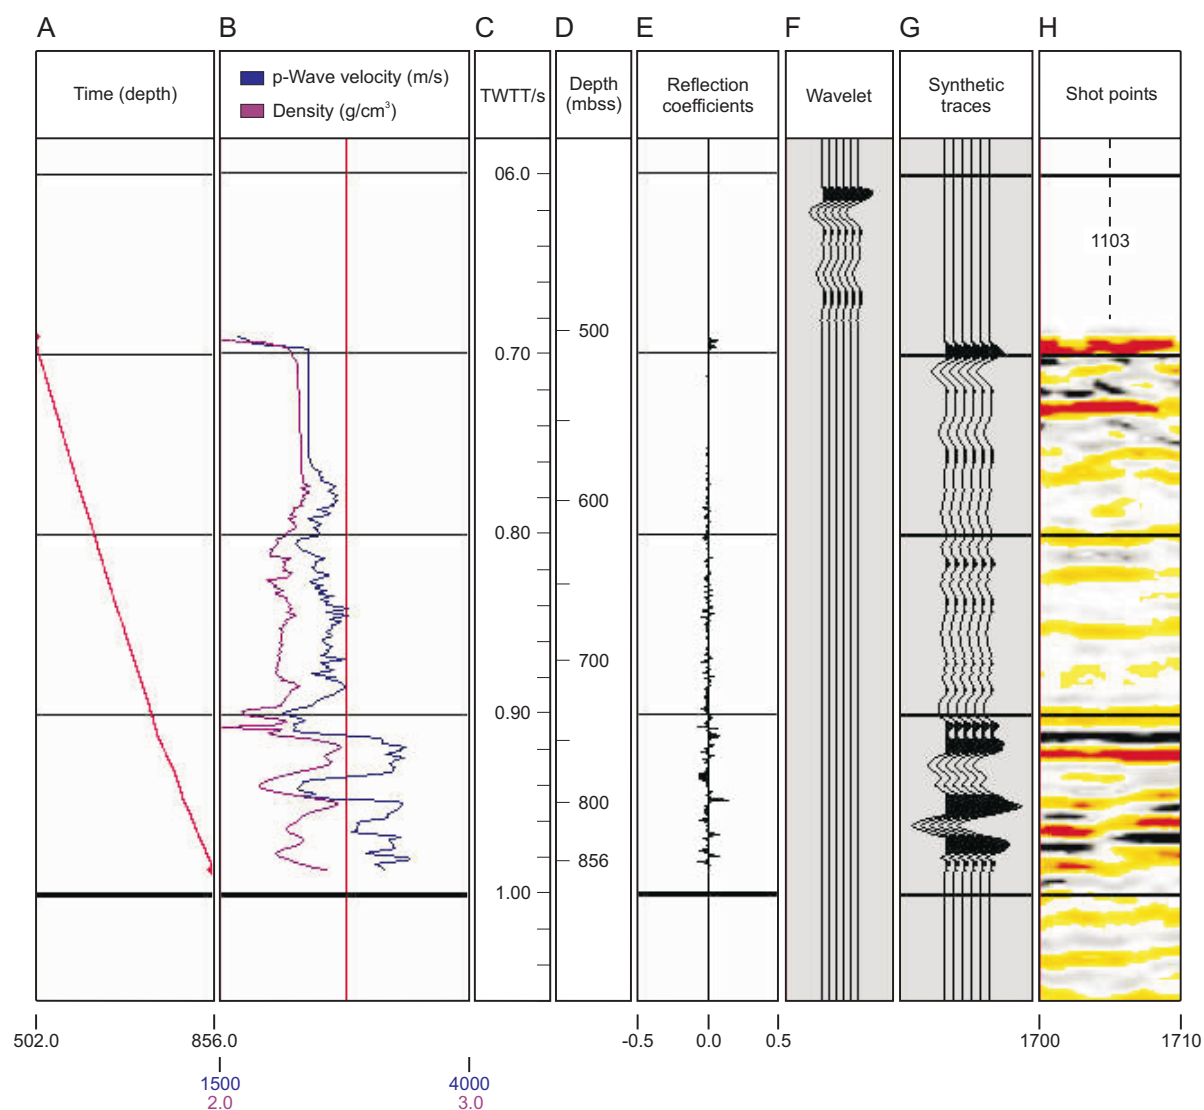 A B C D E F G H
Time (depth)
p-Wave velocity (m/s)
Density (g/cm³)
TWTT/s
Depth
(mbss)
Reflection
coefficients
Wavelet
Synthetic
traces
Shot points
06.0
1103
500
0.70
600
0.80
700
0.90
800
856
1.00
502.0 856.0 -0.5 0.0 0.5 1700 1710
1500 4000
2.0 3.0